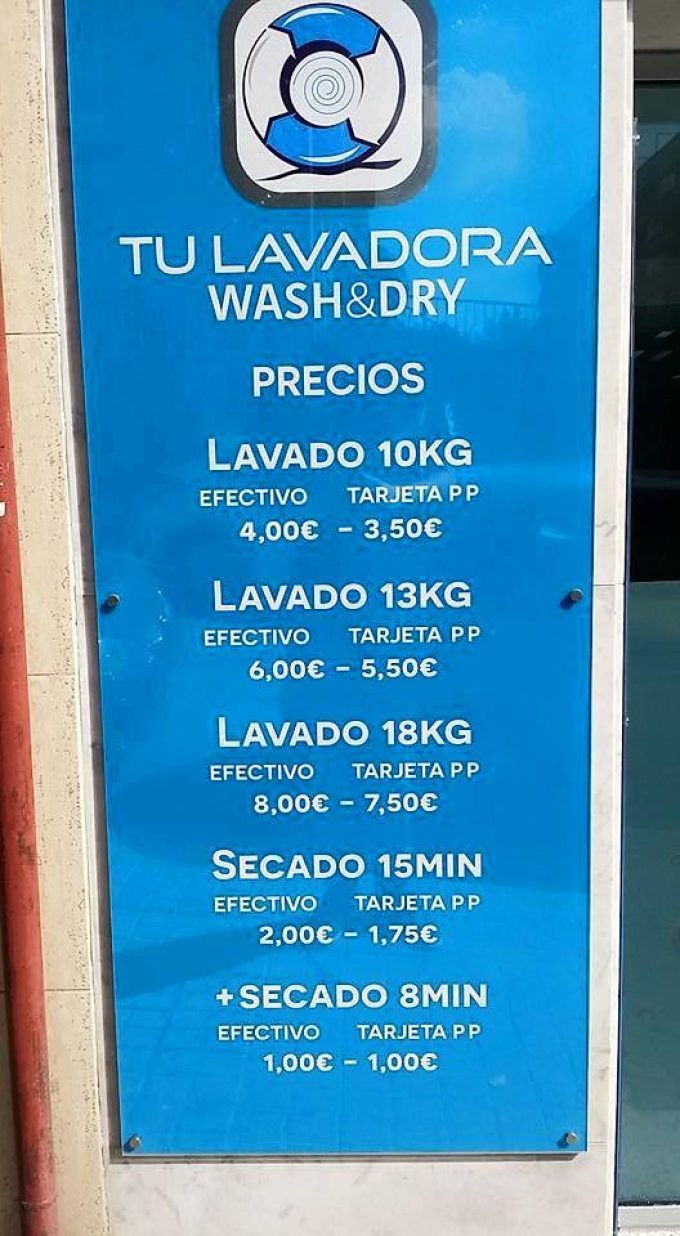 TU LAVADORA
WASH&DRY
PRECIOS
LAVADO 10KG
EFECTIVO TARJETA PP
4,00€ – 3,50€
LAVADO 13KG
EFECTIVO TARJETA PP
6,00€ – 5,50€
LAVADO 18KG
EFECTIVO TARJETA PP
8,00€ – 7,50€
SECADO 15MIN
EFECTIVO TARJETA PP
2,00€ – 1,75€
+SECADO 8MIN
EFECTIVO TARJETA PP
1,00€ – 1,00€